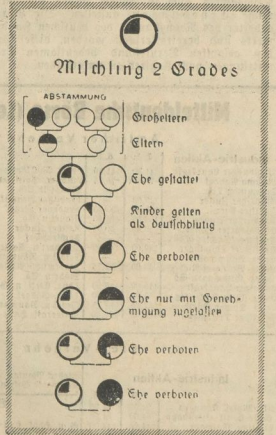 Mischling 2 Grades
ABSTAMMUNG
Großeltern
Eltern
Ehe gestattet
Kinder gelten
als deutschblütig
Ehe verboten
Ehe nur mit Geneh-
migung zugelassen
Ehe verboten
Ehe verboten